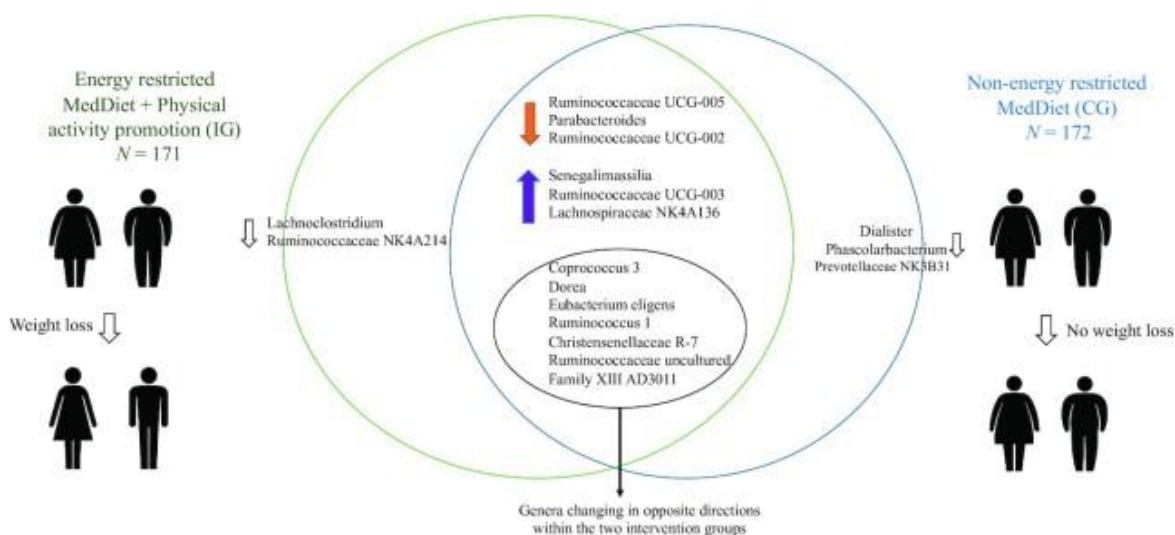 Energy restricted
MedDiet + Physical
activity promotion (IG)
N = 171
Weight loss
Lachnoclostridium
Ruminococcaceae NK4A214
Ruminococcaceae UCG-005
Parabacteroides
Ruminococcaceae UCG-002
Senegalimassilia
Ruminococcaceae UCG-003
Lachnospiraceae NK4A136
Coprococcus 3
Dorea
Eubacterium eligens
Ruminococcus 1
Christensenellaceae R-7
Ruminococcaceae uncultured
Family XIII AD3011
Genera changing in opposite directions
within the two intervention groups
Dialister
Phascolarbacterium
Prevotellaceae NK3B31
Non-energy restricted
MedDiet (CG)
N = 172
No weight loss